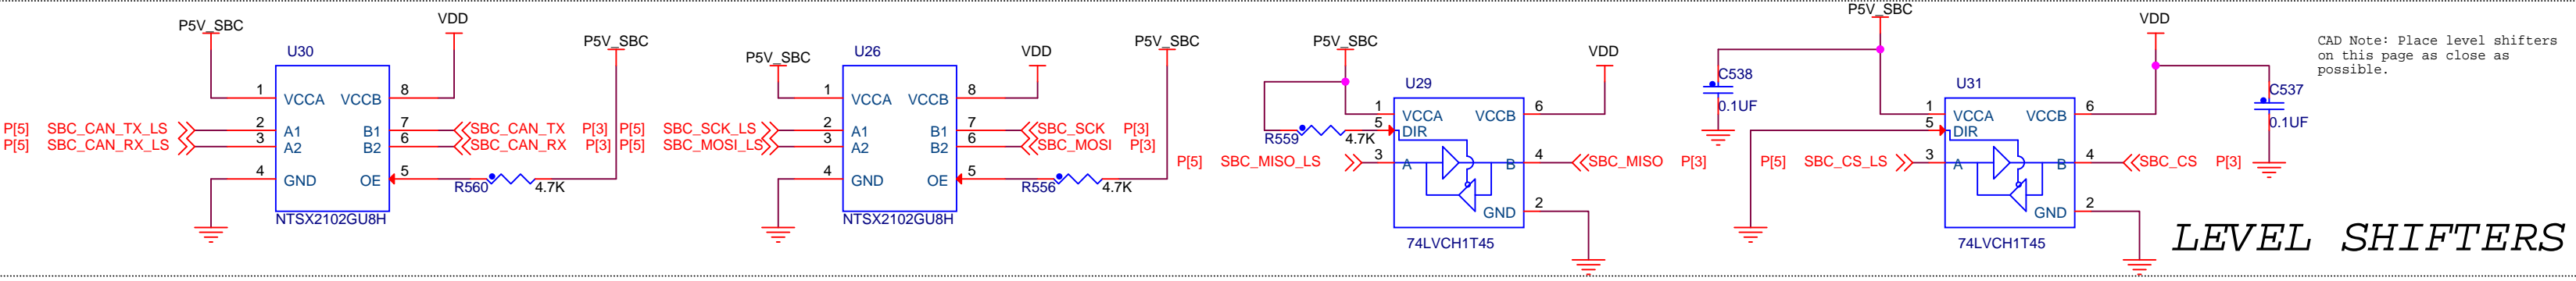 P5V_SBC
VDD
P5V_SBC
U30
1
VCCA
VCCB
8
P[5] SBC_CAN_TX_LS
2
A1
B1
7
SBC_CAN_TX P[3]
P[5] SBC_CAN_RX_LS
3
A2
B2
6
SBC_CAN_RX P[3]
4
GND
OE
5
R560
4.7K
NTSX2102GU8H
P5V_SBC
U26
VDD
P5V_SBC
1
VCCA
VCCB
8
P[5] SBC_SCK_LS
2
A1
B1
7
SBC_SCK P[3]
P[5] SBC_MOSI_LS
3
A2
B2
6
SBC_MOSI P[3]
4
GND
OE
5
R556
4.7K
NTSX2102GU8H
P5V_SBC
VDD
U29
1
VCCA
VCCB
6
R559
4.7K
5
DIR
P[5] SBC_MISO_LS
3
A
B
4
SBC_MISO P[3]
GND
2
74LVCH1T45
P5V_SBC
VDD
C538
0.1UF
U31
1
VCCA
VCCB
6
5
DIR
P[5] SBC_CS_LS
3
A
B
4
SBC_CS P[3]
GND
2
74LVCH1T45
C537
0.1UF
CAD Note: Place level shifters
on this page as close as
possible.
LEVEL SHIFTERS